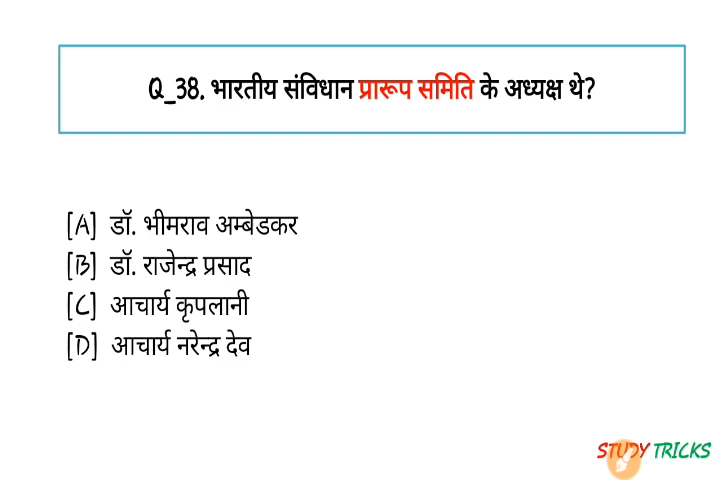 Q_38. भारतीय संविधान प्रारूप समिति के अध्यक्ष थे?
[A] डॉ. भीमराव अम्बेडकर
[B] डॉ. राजेन्द्र प्रसाद
[C] आचार्य कृपलानी
[D] आचार्य नरेन्द्र देव
STUDY TRICKS